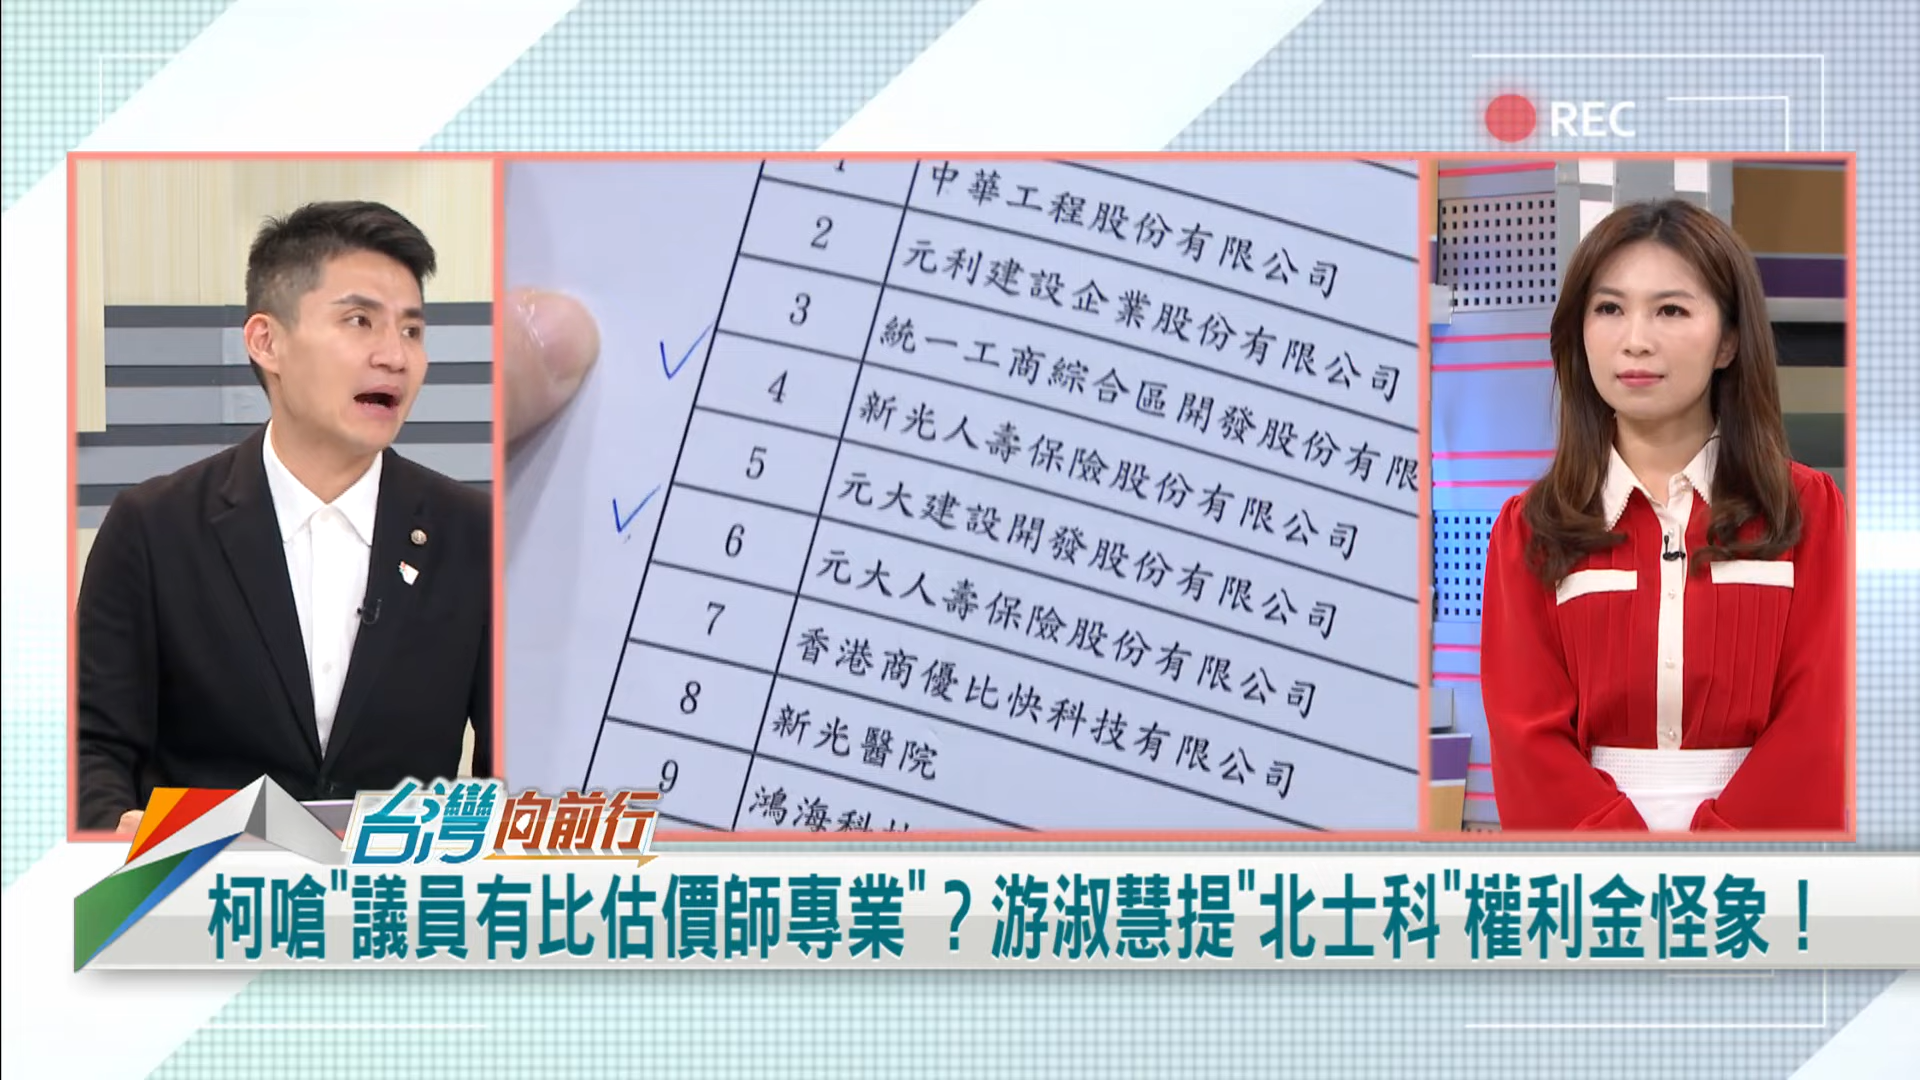 REC
1 中華工程股份有限公司
2 元利建設企業股份有限公司
3 統一工商綜合區開發股份有限
4 新光人壽保險股份有限公司
5 元大建設開發股份有限公司
6 元大人壽保險股份有限公司
7 香港商優比快科技有限公司
8 新光醫院
9 鴻海科技
台灣向前行
柯嗆"議員有比估價師專業"？游淑慧提"北士科"權利金怪象！